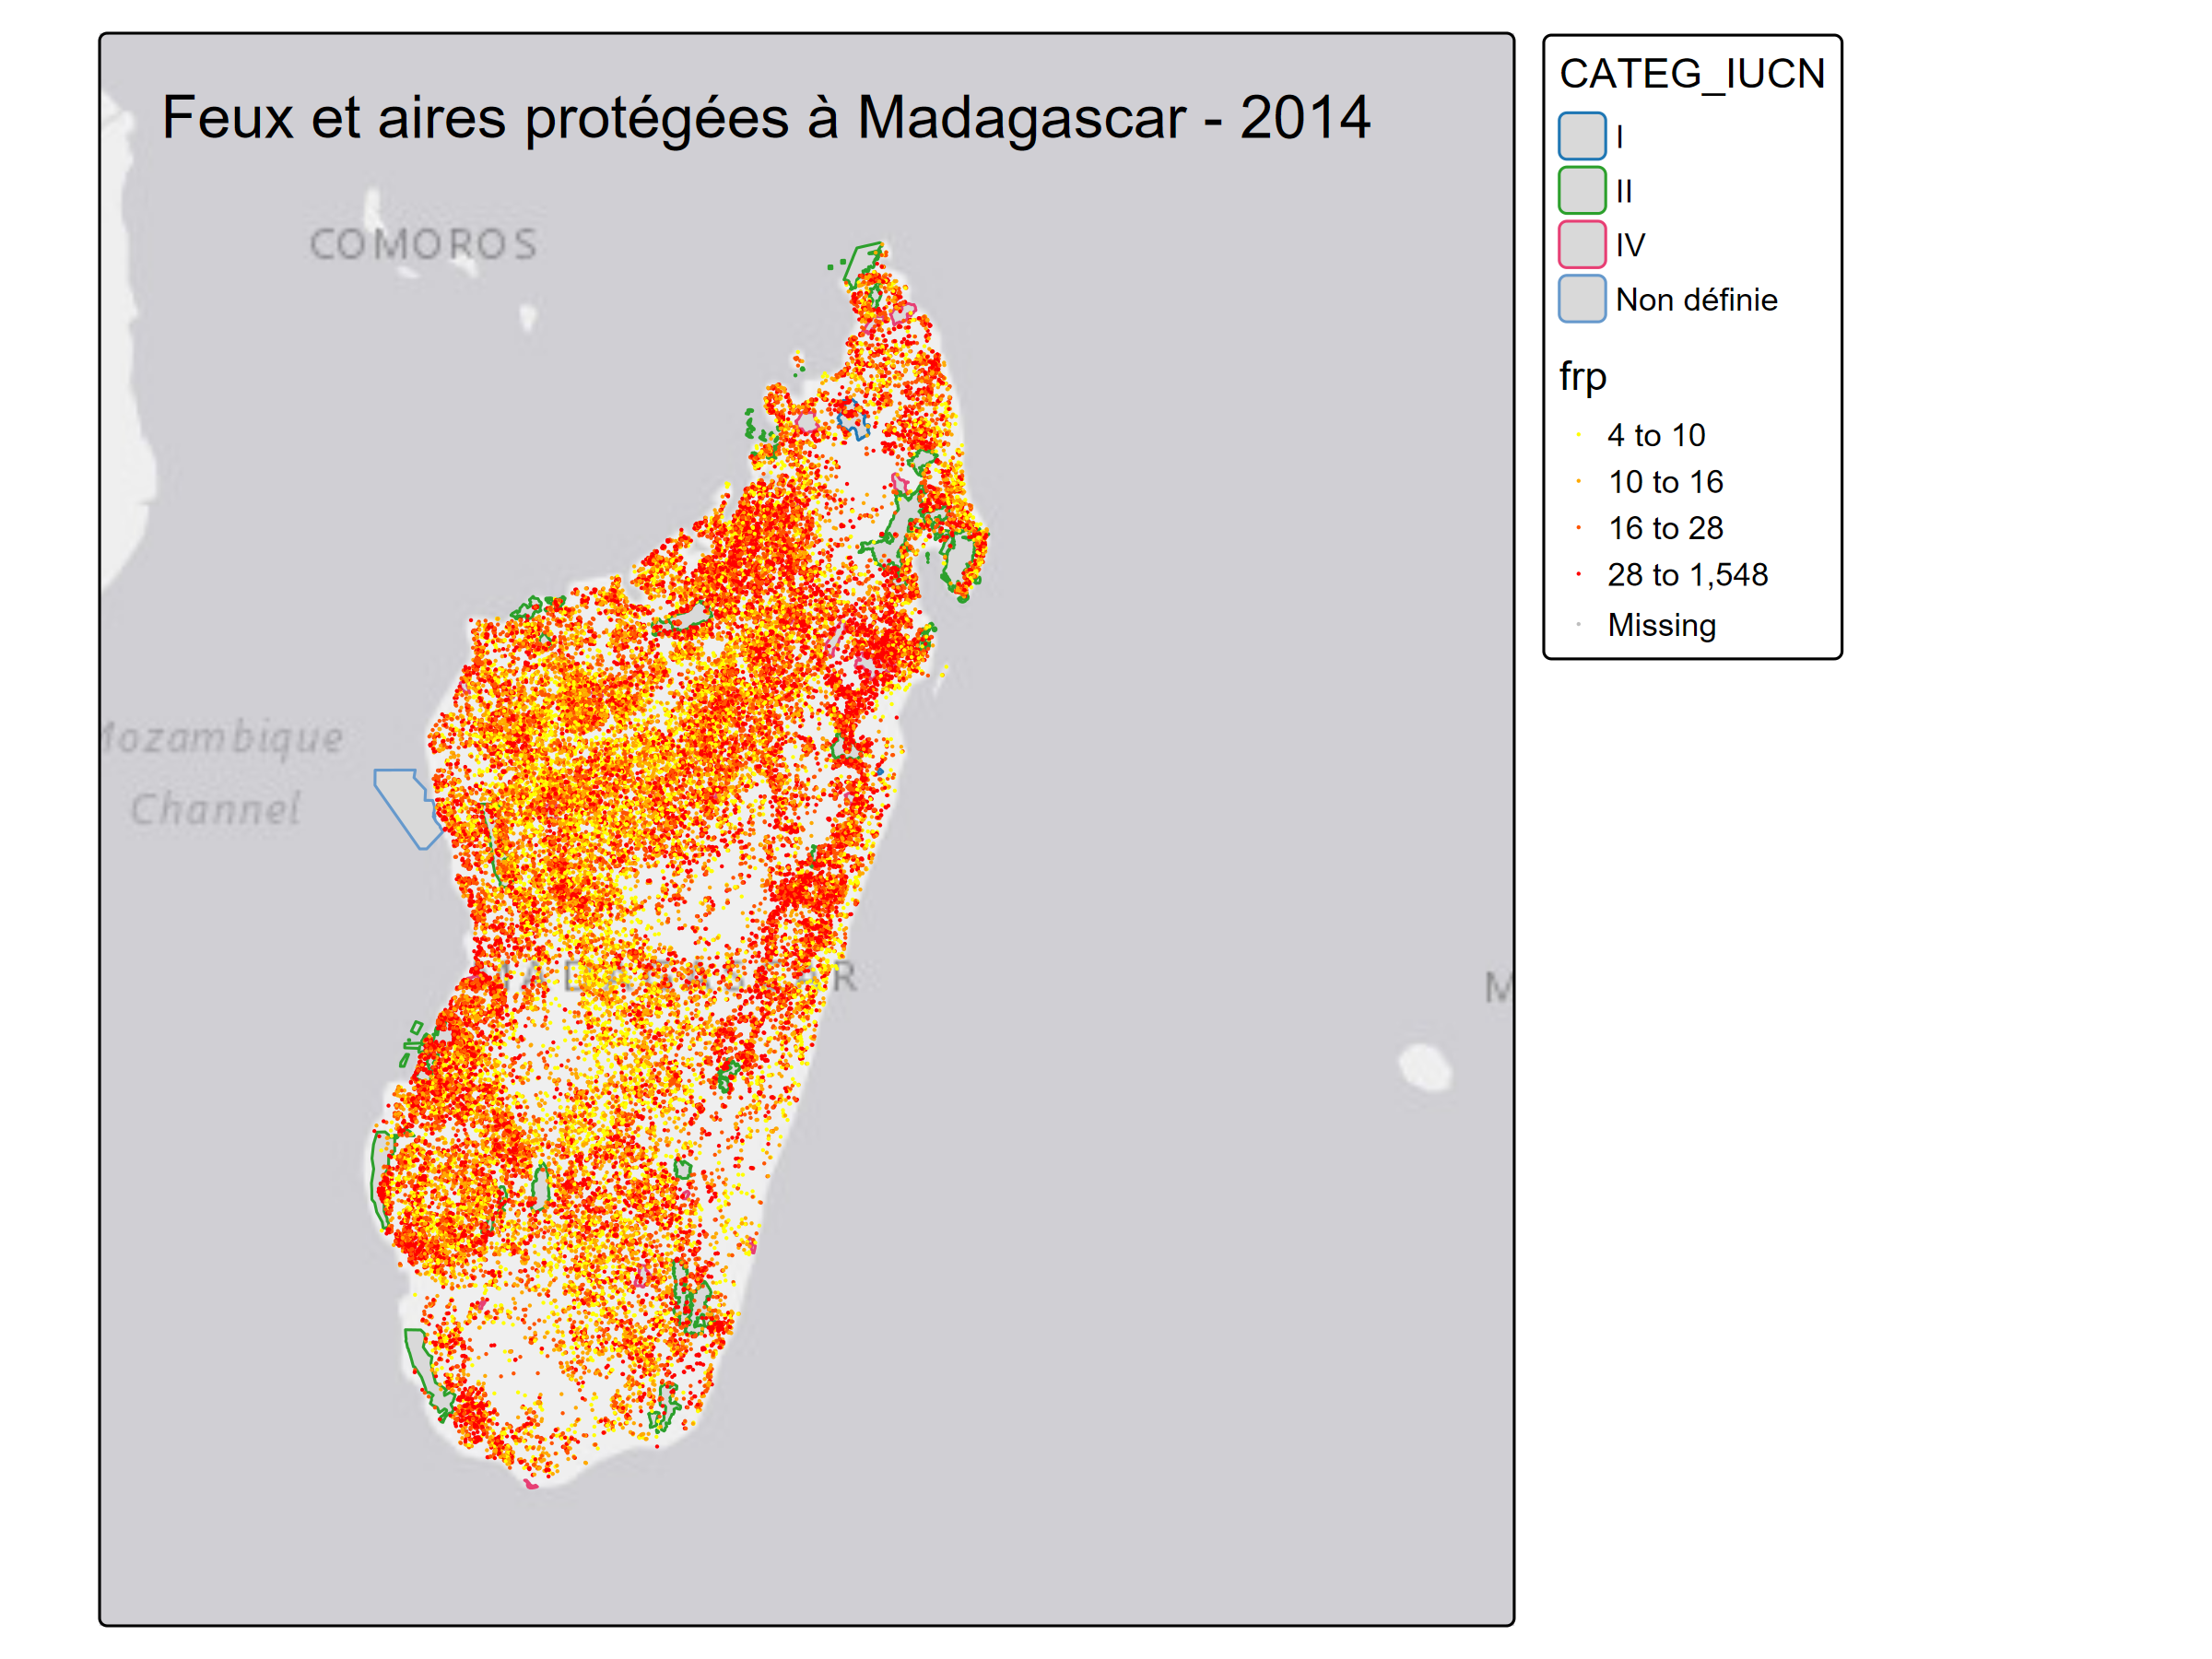 Feux et aires protégées à Madagascar - 2014
COMOROS
Mozambique
Channel
MADAGASCAR
M
CATEG_IUCN
I
II
IV
Non définie
frp
4 to 10
10 to 16
16 to 28
28 to 1,548
Missing